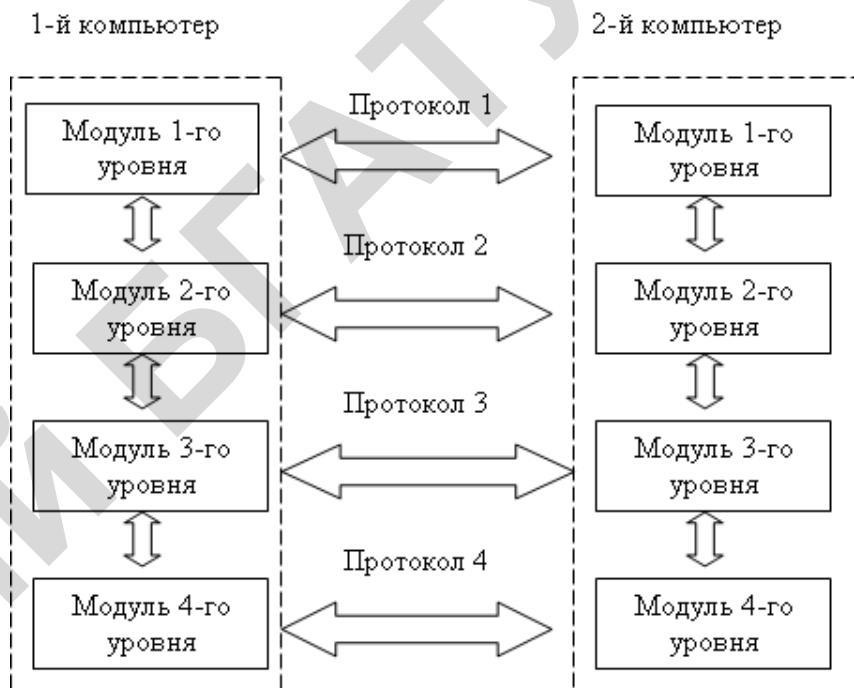 1-й компьютер
2-й компьютер
Протокол 1
Модуль 1-го
уровня
Модуль 1-го
уровня
Протокол 2
Модуль 2-го
уровня
Модуль 2-го
уровня
Протокол 3
Модуль 3-го
уровня
Модуль 3-го
уровня
Протокол 4
Модуль 4-го
уровня
Модуль 4-го
уровня
БГАТУ